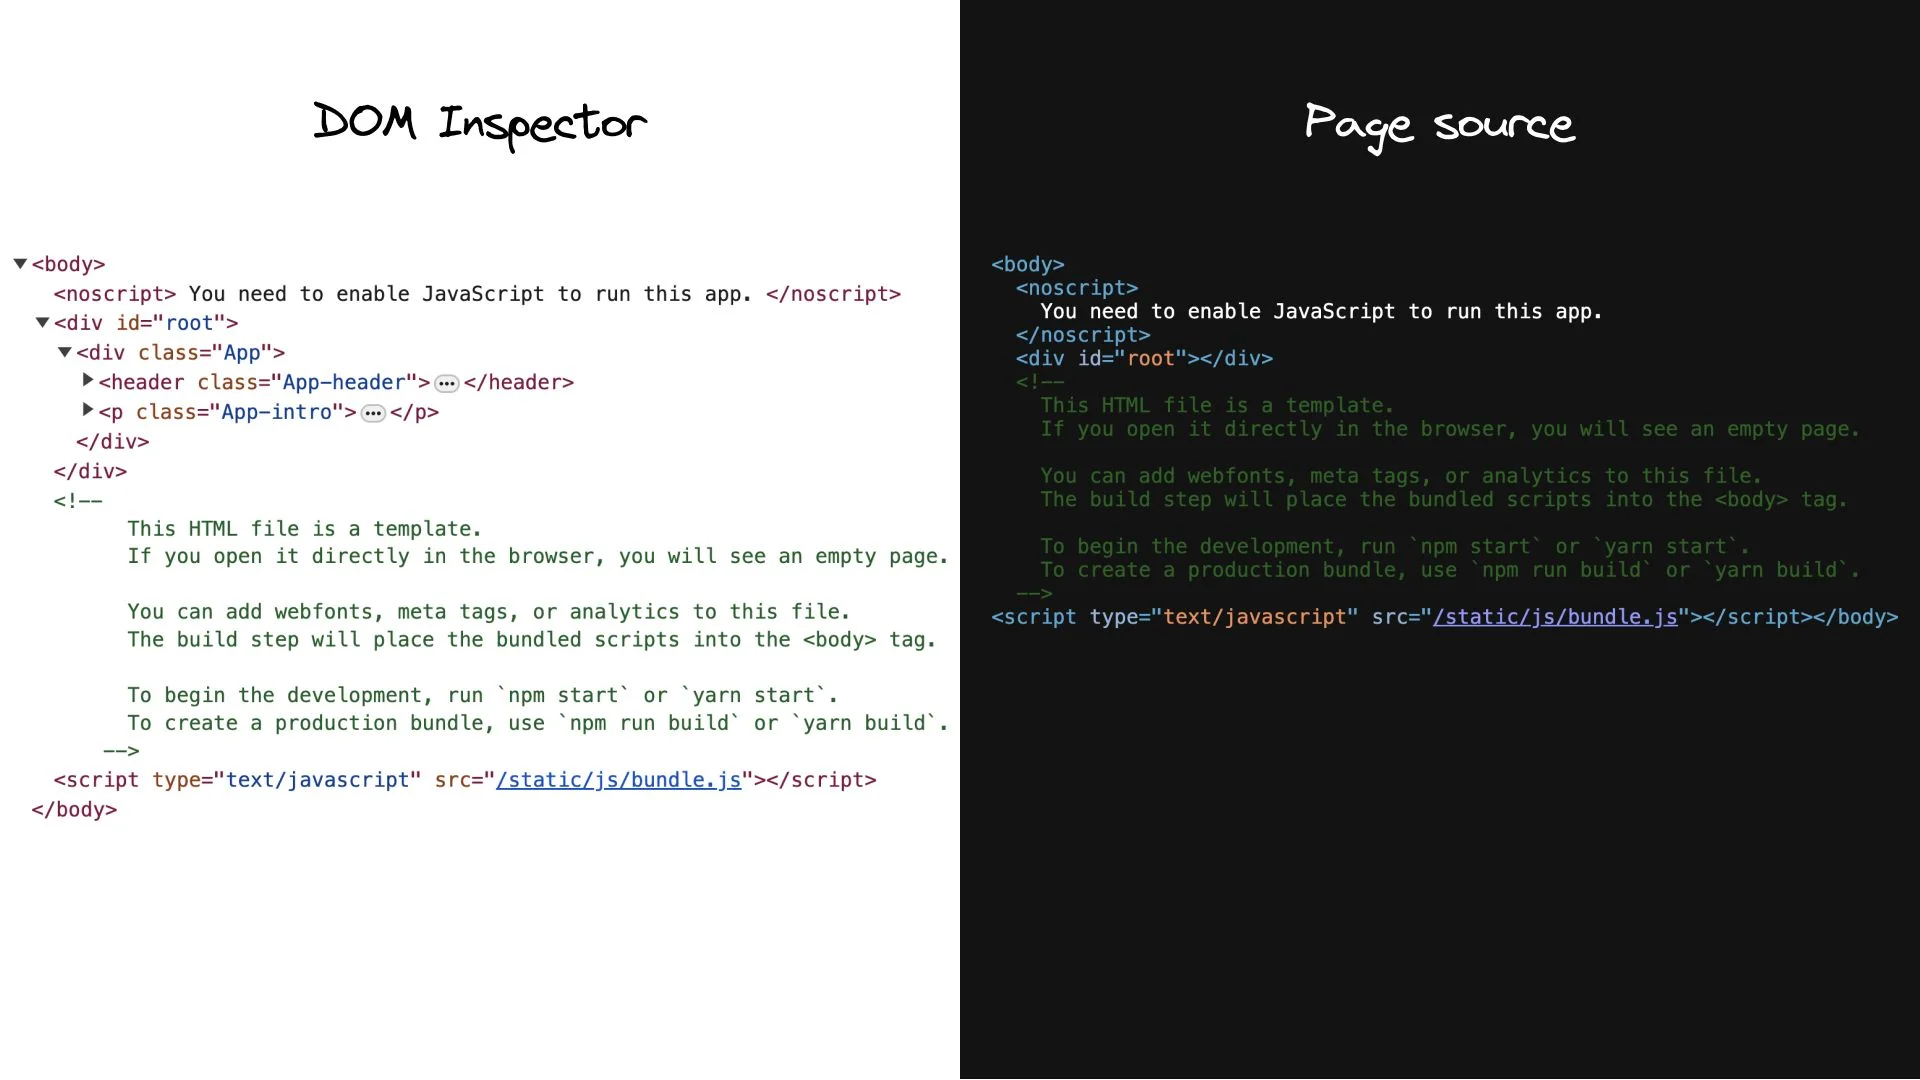 DOM Inspector
<body>
<noscript> You need to enable JavaScript to run this app. </noscript>
<div id="root">
<div class="App">
<header class="App-header">…</header>
<p class="App-intro">…</p>
</div>
</div>
<!--
This HTML file is a template.
If you open it directly in the browser, you will see an empty page.
You can add webfonts, meta tags, or analytics to this file.
The build step will place the bundled scripts into the <body> tag.
To begin the development, run `npm start` or `yarn start`.
To create a production bundle, use `npm run build` or `yarn build`.
-->
<script type="text/javascript" src="/static/js/bundle.js"></script>
</body>
Page source
<body>
<noscript>
You need to enable JavaScript to run this app.
</noscript>
<div id="root"></div>
<!--
This HTML file is a template.
If you open it directly in the browser, you will see an empty page.
You can add webfonts, meta tags, or analytics to this file.
The build step will place the bundled scripts into the <body> tag.
To begin the development, run `npm start` or `yarn start`.
To create a production bundle, use `npm run build` or `yarn build`.
-->
<script type="text/javascript" src="/static/js/bundle.js"></script></body>